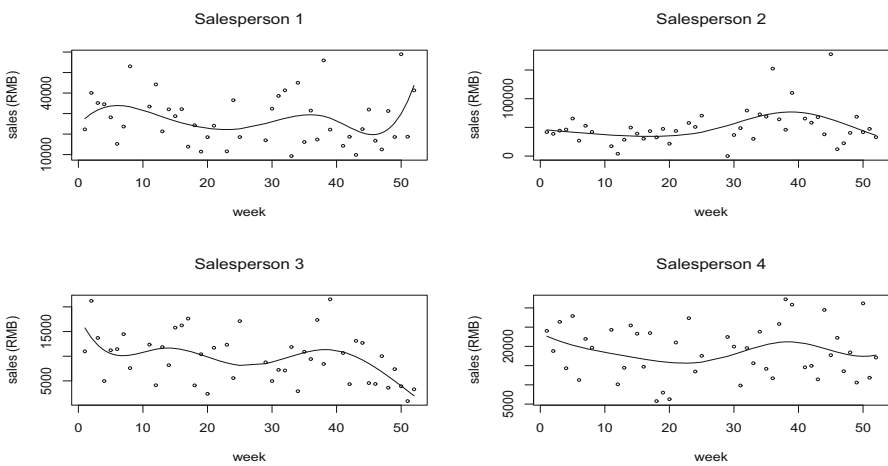 Salesperson 1
sales (RMB)
10000
40000
0 10 20 30 40 50
week
Salesperson 2
sales (RMB)
0
100000
0 10 20 30 40 50
week
Salesperson 3
sales (RMB)
5000
15000
0 10 20 30 40 50
week
Salesperson 4
sales (RMB)
5000
20000
0 10 20 30 40 50
week